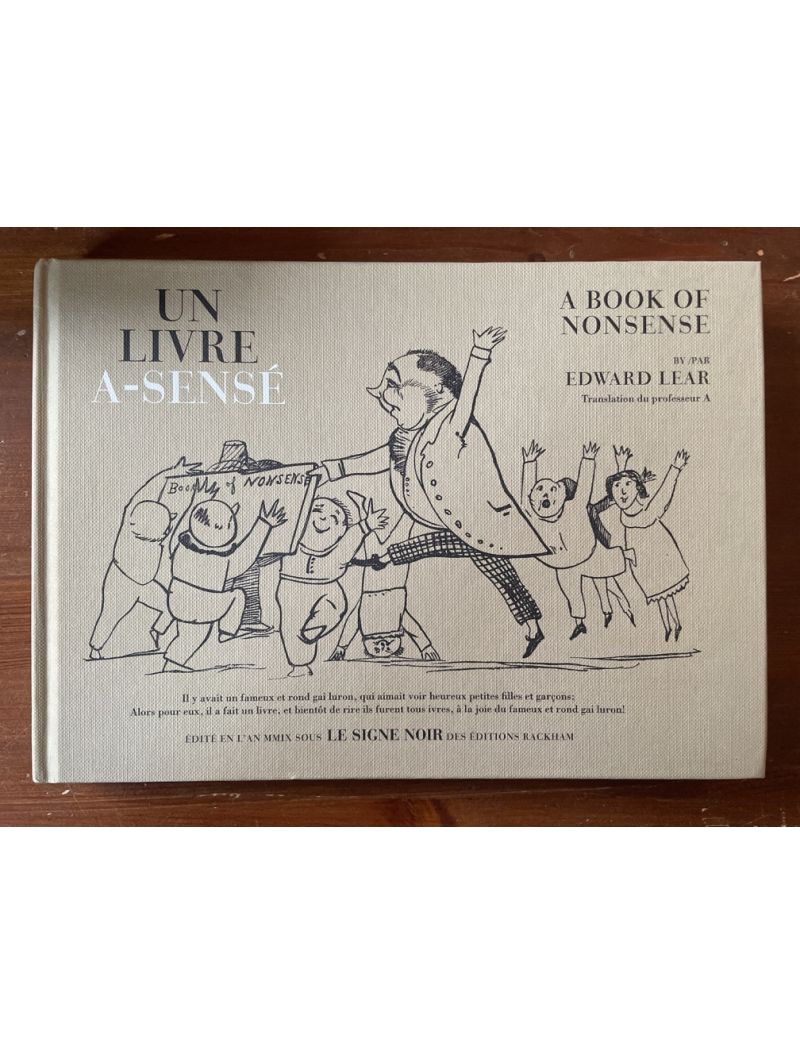 UN
LIVRE
A-SENSÉ
A BOOK OF
NONSENSE
BY / PAR
EDWARD LEAR
Translation du professeur A
Book of NONSENSE
Il y avait un fameux et rond gai luron, qui aimait voir heureux petites filles et garçons;
Alors pour eux, il a fait un livre, et bientôt de rire ils furent tous ivres, à la joie du fameux et rond gai luron!
ÉDITÉ EN L'AN MMIX SOUS LE SIGNE NOIR DES ÉDITIONS RACKHAM